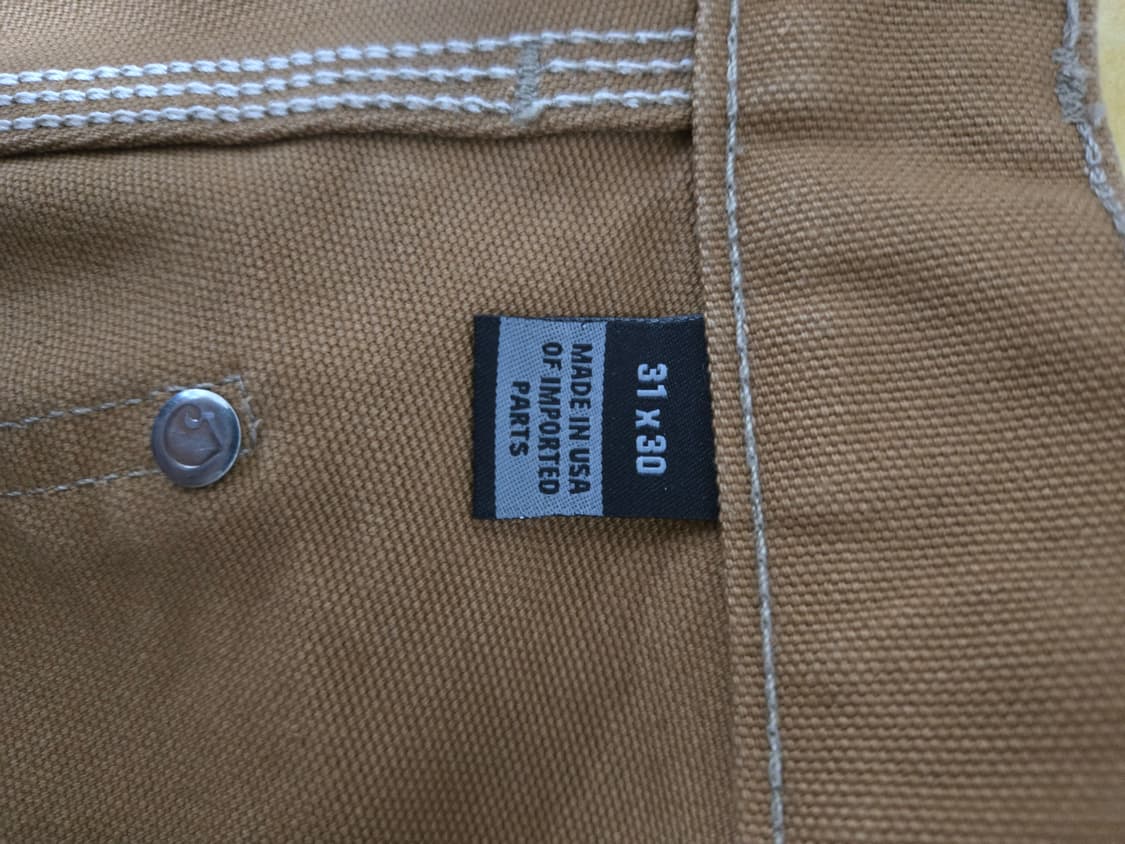 31 x 30
MADE IN USA
OF IMPORTED
PARTS